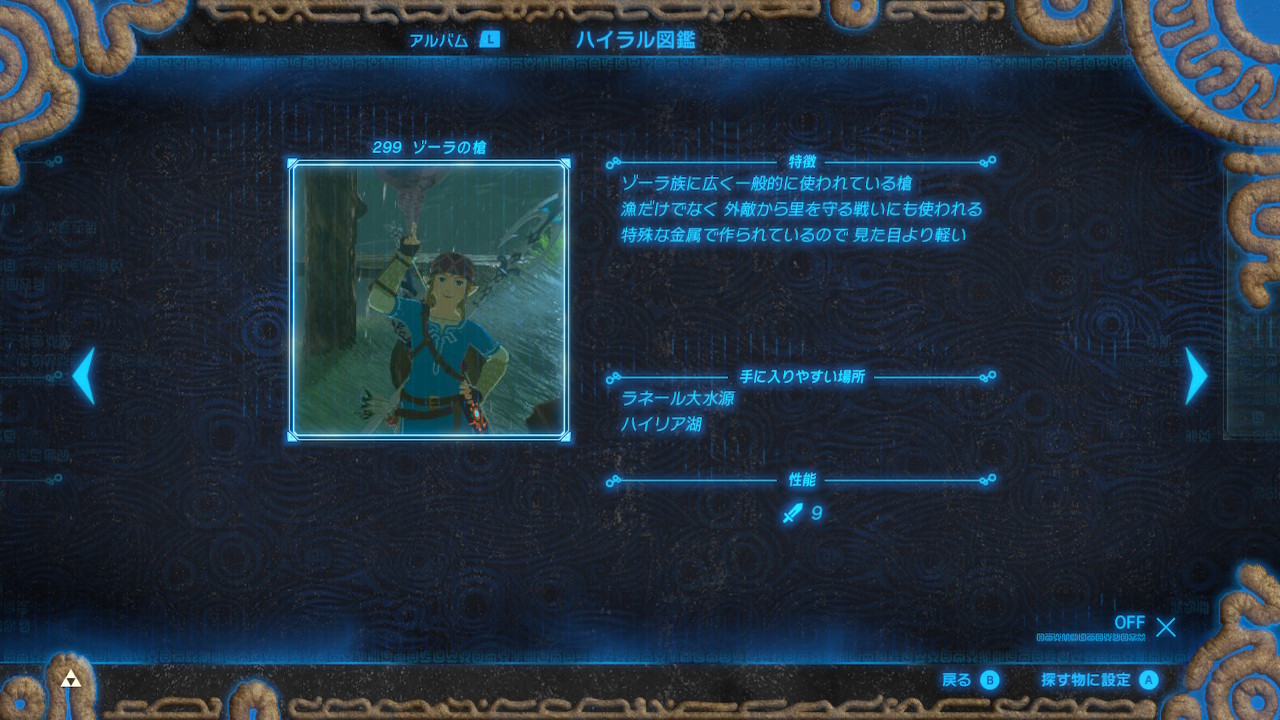 アルバム L
ハイラル図鑑
299 ゾーラの槍
特徴
ゾーラ族に広く一般的に使われている槍
漁だけでなく 外敵から里を守る戦いにも使われる
特殊な金属で作られているので 見た目より軽い
手に入りやすい場所
ラネール大水源
ハイリア湖
性能
9
OFF
戻る B
探す物に設定 A